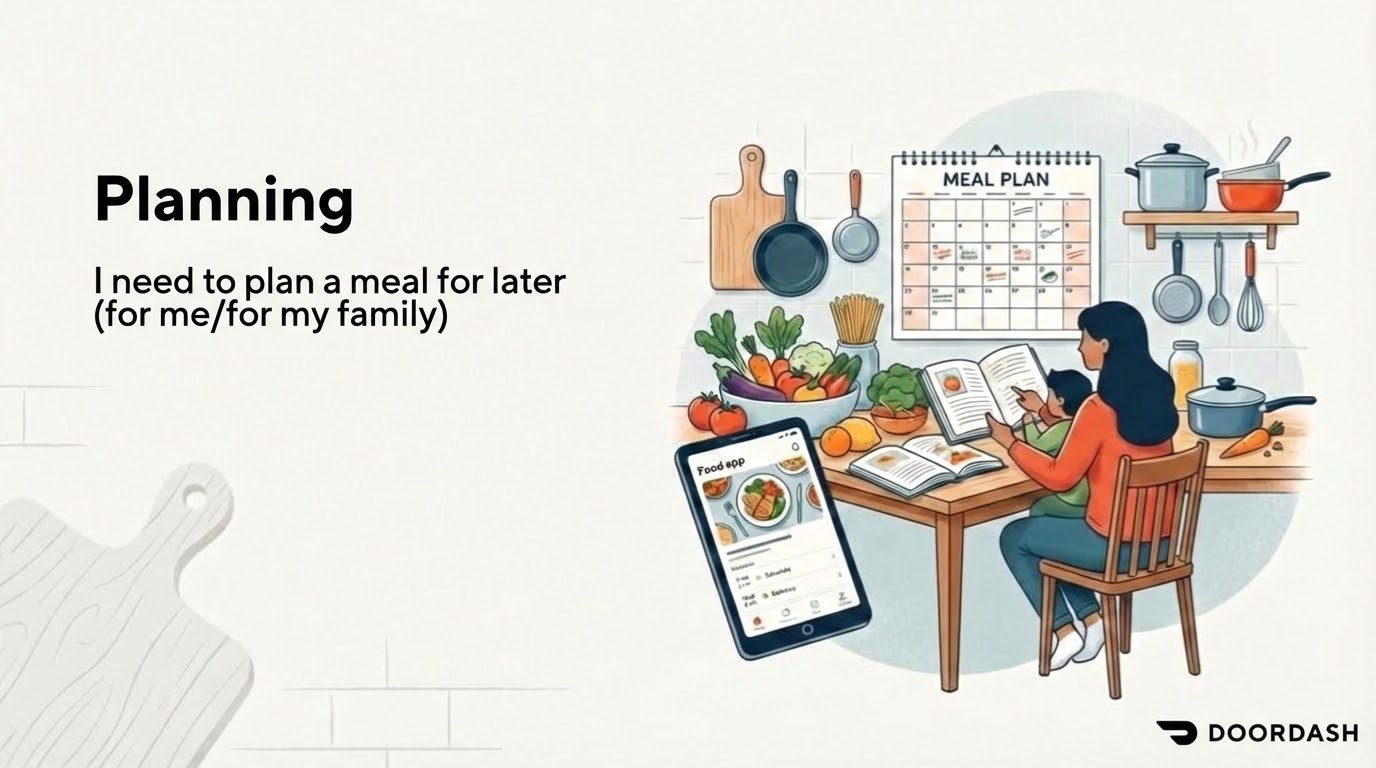 Planning
I need to plan a meal for later
(for me/for my family)
MEAL PLAN
Food app
DOORDASH